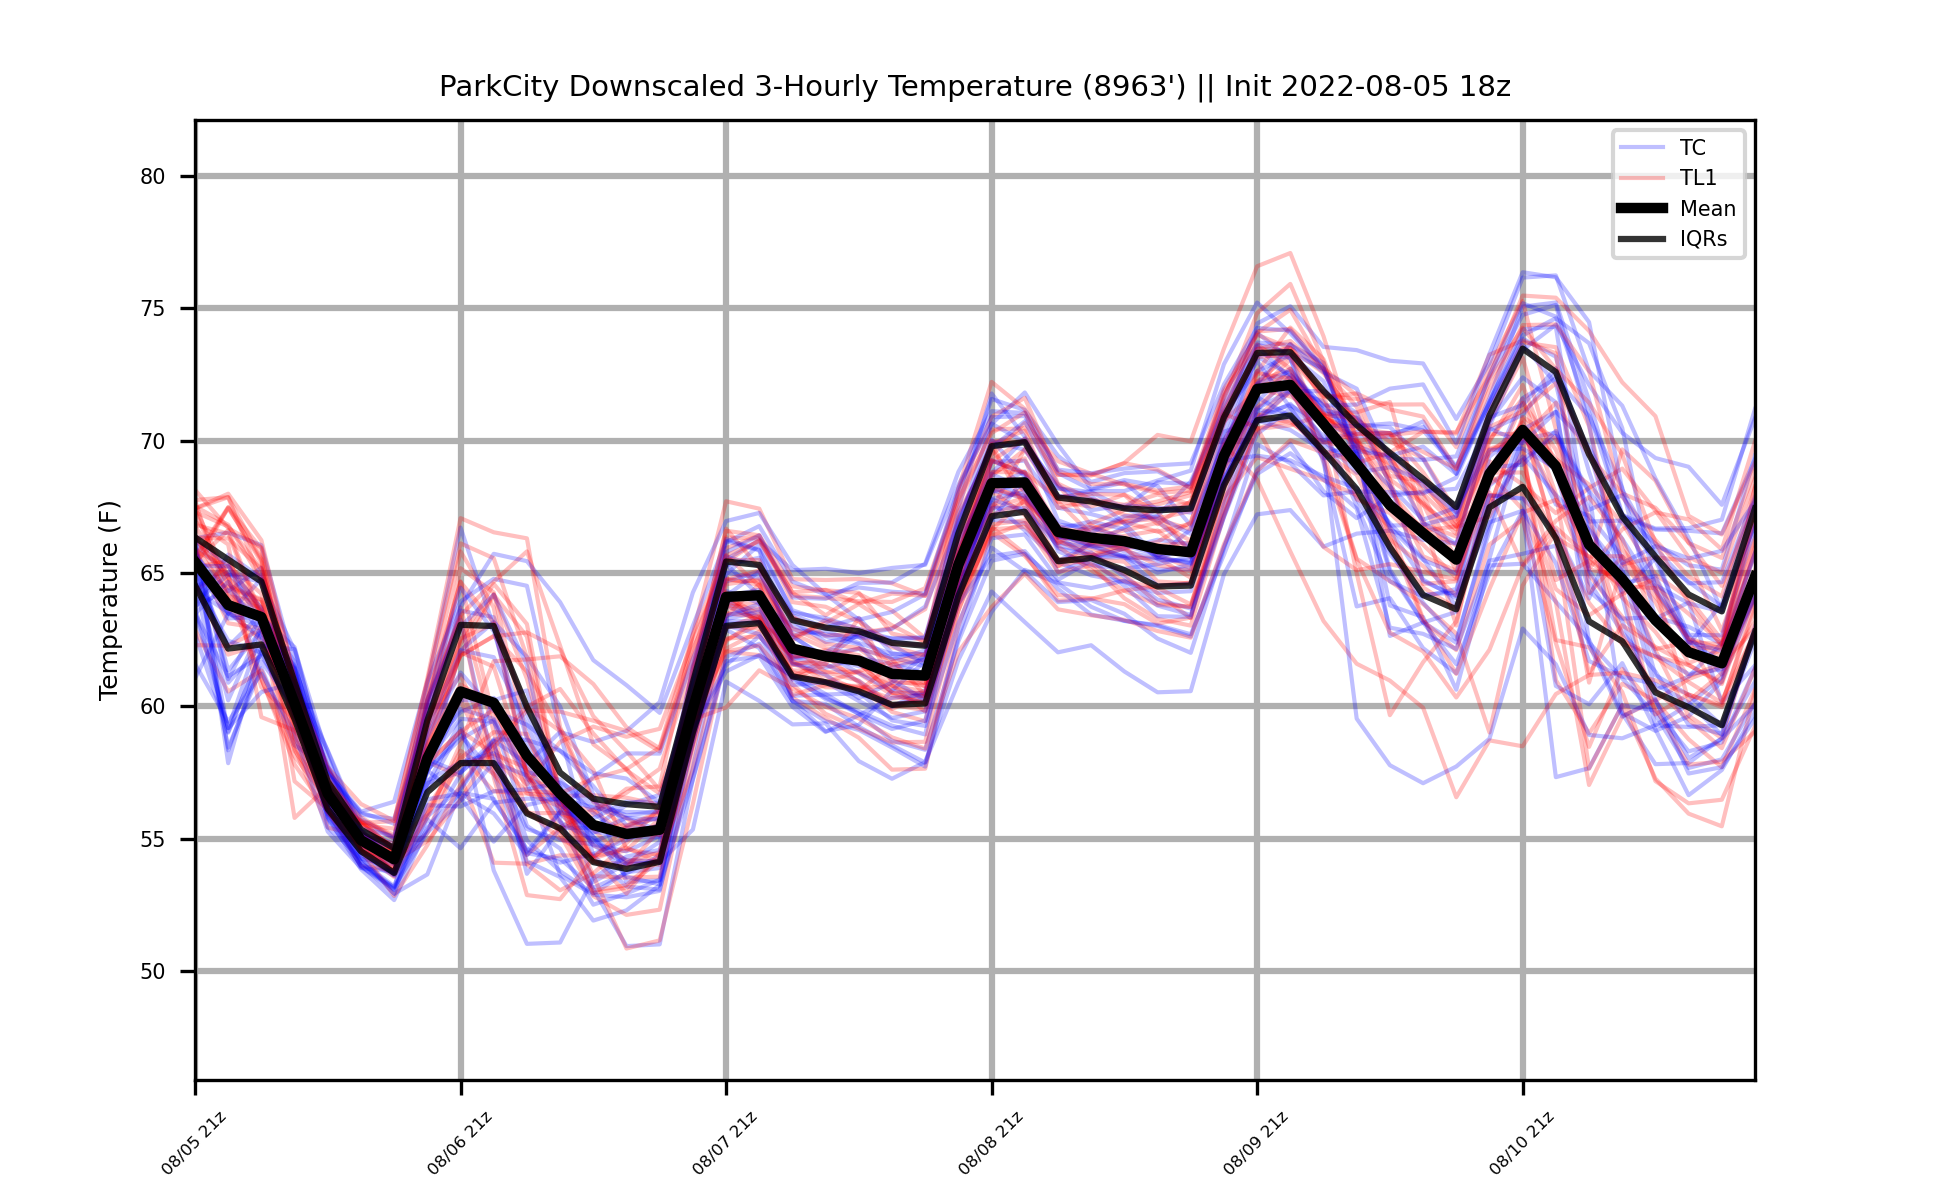 ParkCity Downscaled 3-Hourly Temperature (8963') || Init 2022-08-05 18z
TC
TL1
Mean
IQRs
Temperature (F)
80
75
70
65
60
55
50
08/05 21z
08/06 21z
08/07 21z
08/08 21z
08/09 21z
08/10 21z